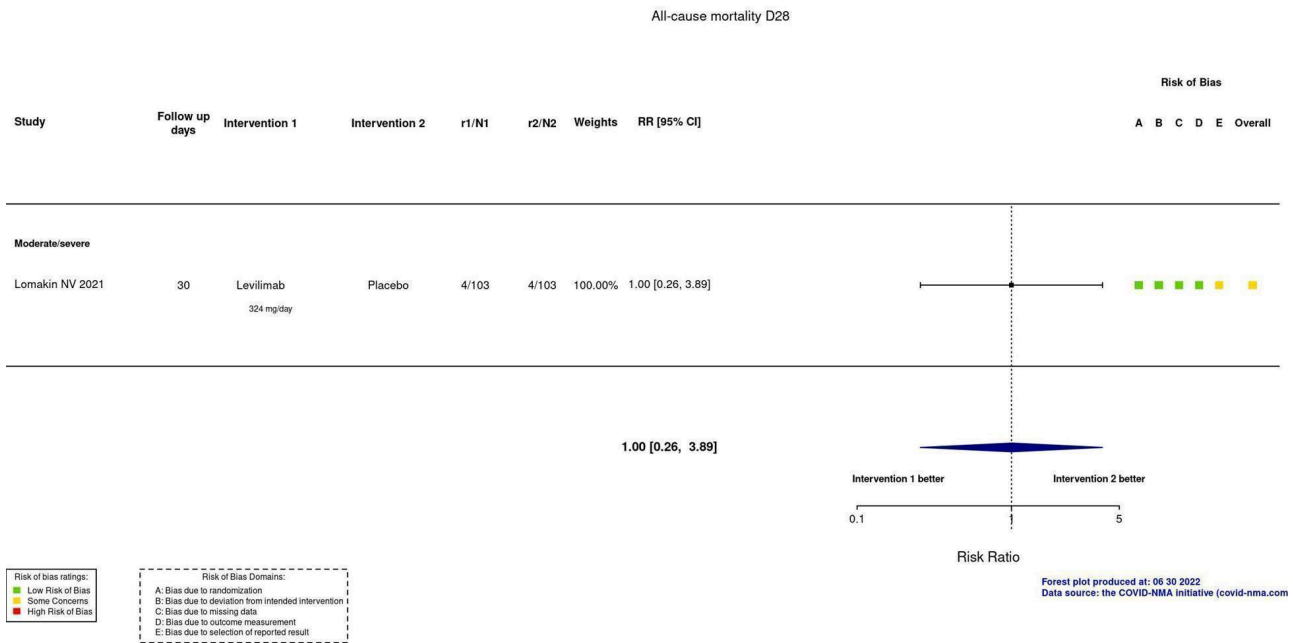 All-cause mortality D28
Risk of Bias
Study Follow up days Intervention 1 Intervention 2 r1/N1 r2/N2 Weights RR [95% CI] A B C D E Overall
Moderate/severe
Lomakin NV 2021 30 Levilimab Placebo 4/103 4/103 100.00% 1.00 [0.26, 3.89]
324 mg/day
1.00 [0.26, 3.89]
Intervention 1 better Intervention 2 better
0.1 1 5
Risk Ratio
Risk of bias ratings:
Low Risk of Bias
Some Concerns
High Risk of Bias
Risk of Bias Domains:
A: Bias due to randomization
B: Bias due to deviation from intended intervention
C: Bias due to missing data
D: Bias due to outcome measurement
E: Bias due to selection of reported result
Forest plot produced at: 06 30 2022
Data source: the COVID-NMA initiative (covid-nma.com